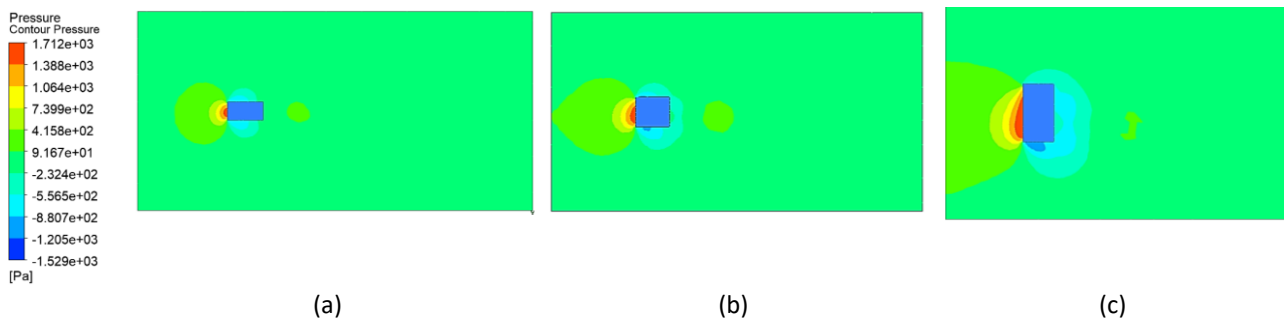 Pressure
Contour Pressure
1.712e+03
1.388e+03
1.064e+03
7.399e+02
4.158e+02
9.167e+01
-2.324e+02
-5.565e+02
-8.807e+02
-1.205e+03
-1.529e+03
[Pa]
(a)
(b)
(c)